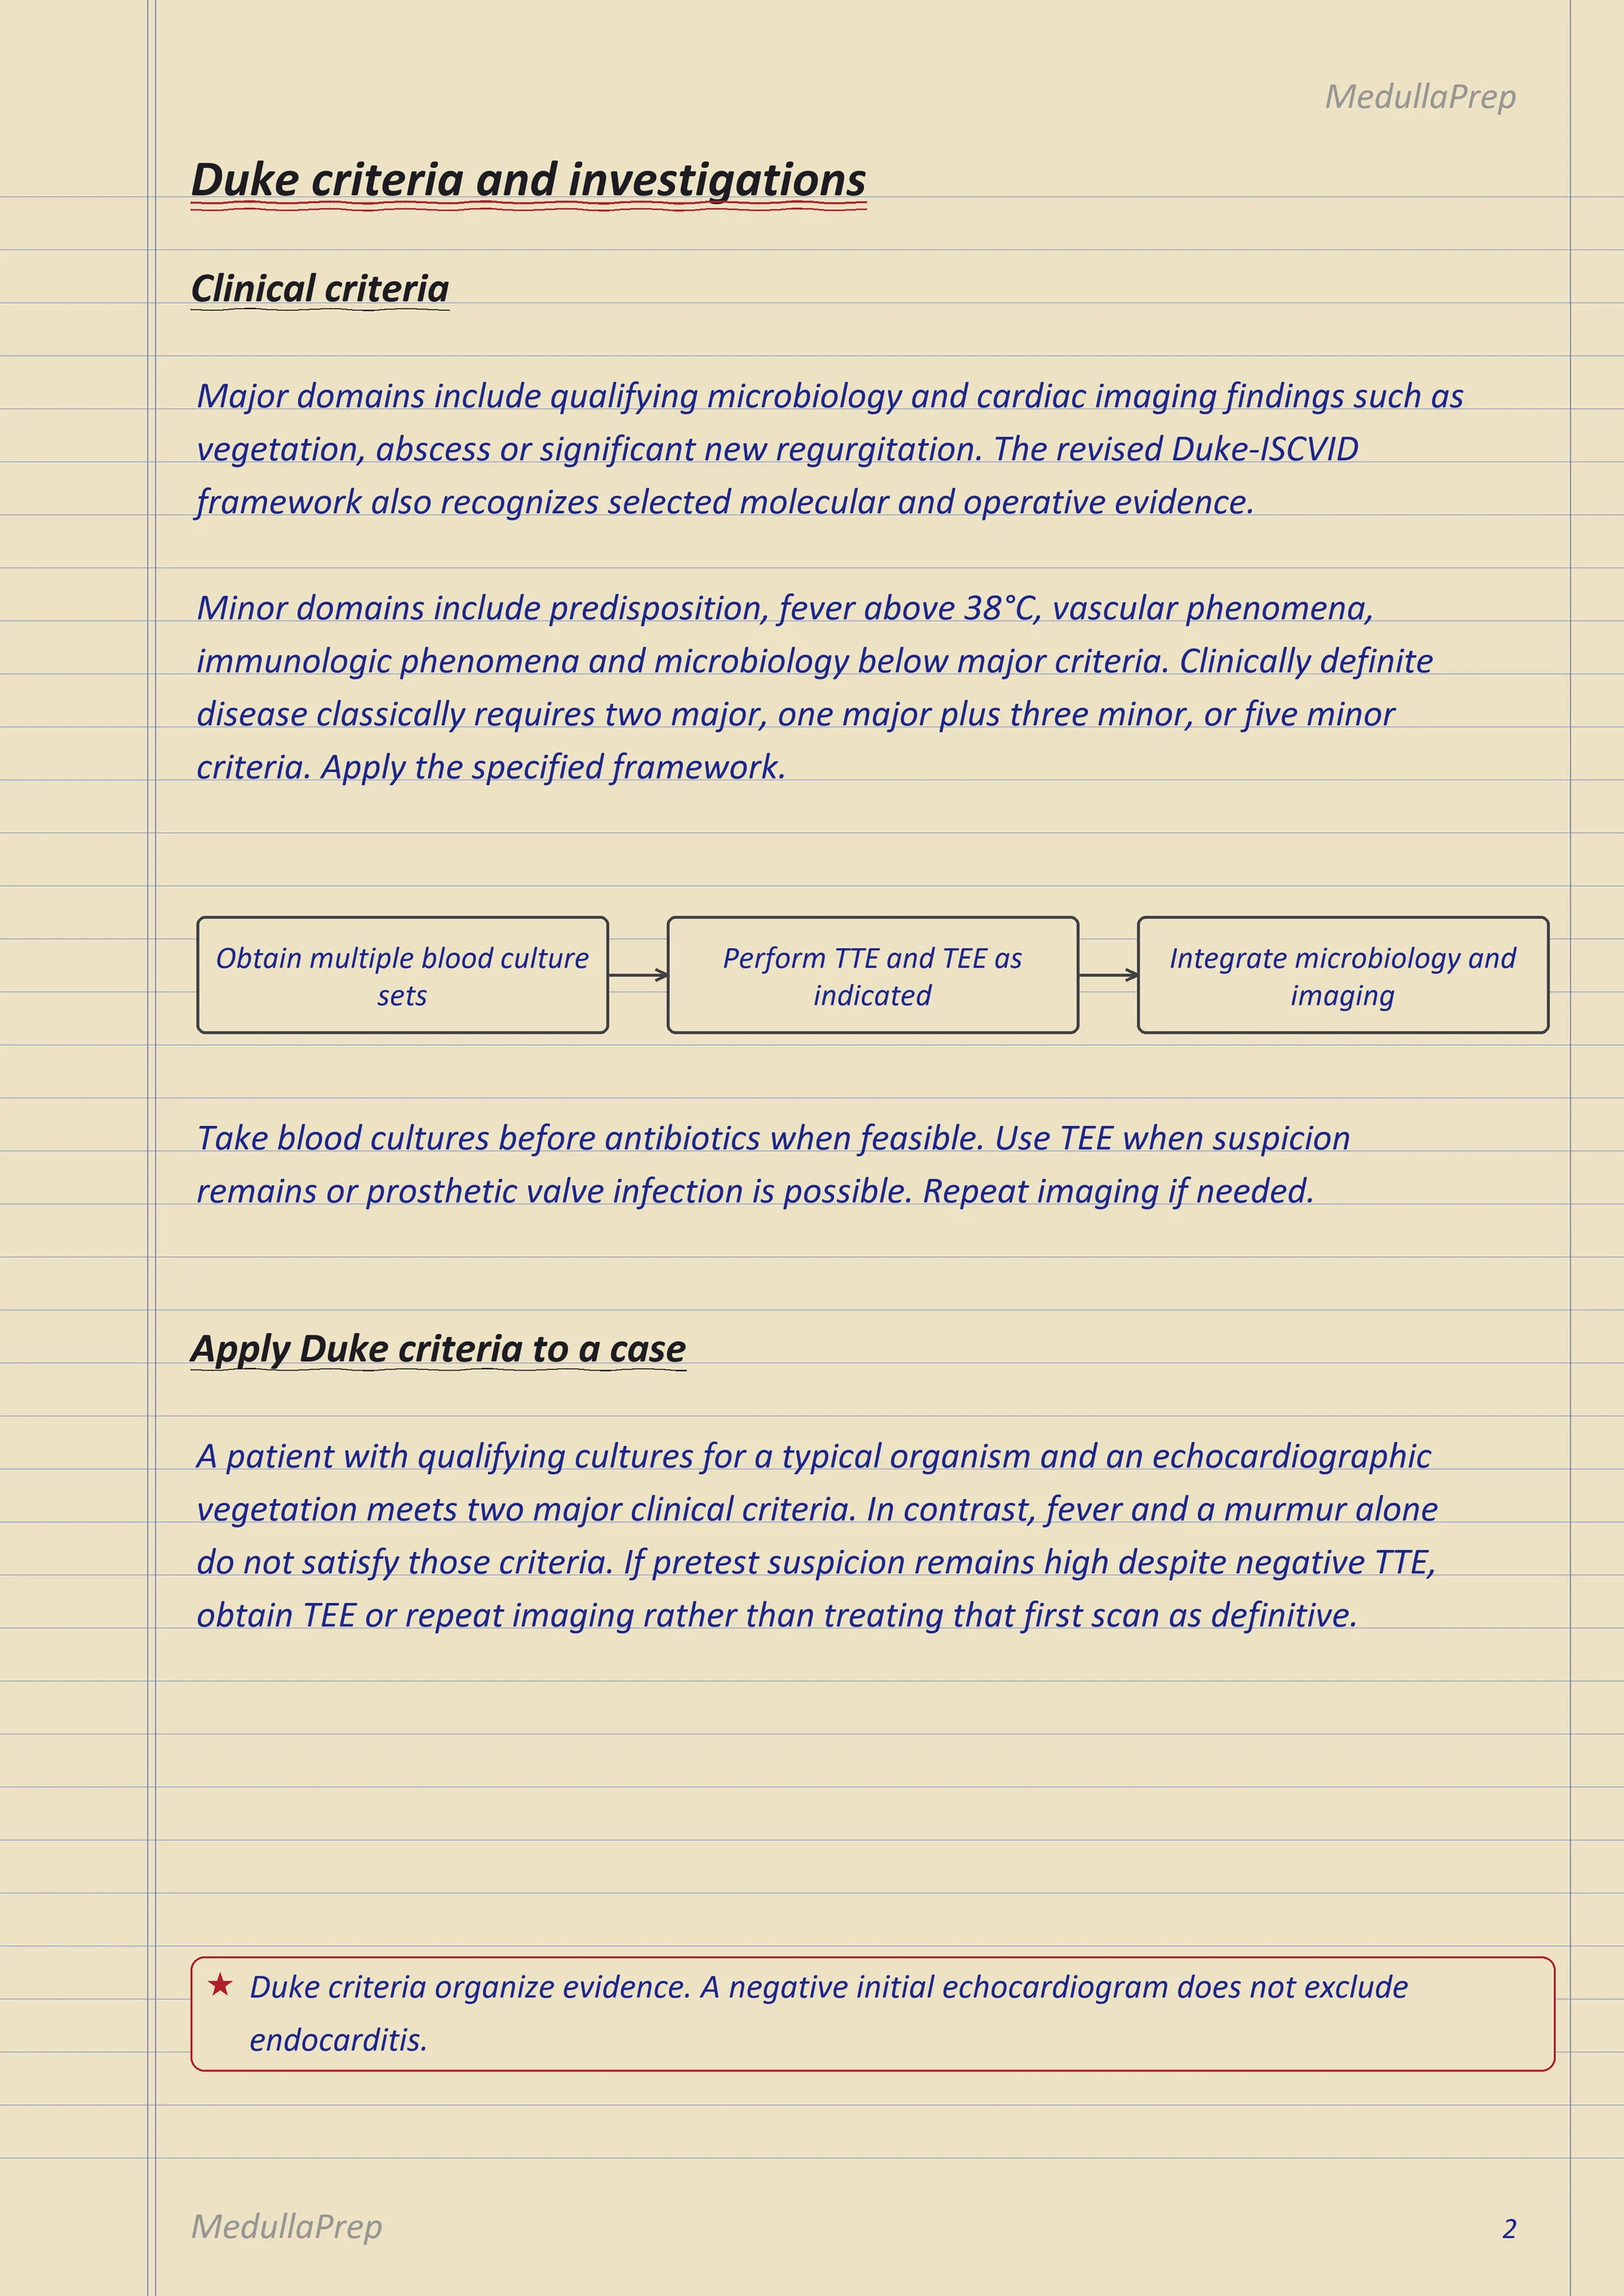 MedullaPrep
Duke criteria and investigations
Clinical criteria
Major domains include qualifying microbiology and cardiac imaging findings such as
vegetation, abscess or significant new regurgitation. The revised Duke-ISCVID
framework also recognizes selected molecular and operative evidence.
Minor domains include predisposition, fever above 38°C, vascular phenomena,
immunologic phenomena and microbiology below major criteria. Clinically definite
disease classically requires two major, one major plus three minor, or five minor
criteria. Apply the specified framework.
Obtain multiple blood culture
sets
Perform TTE and TEE as
indicated
Integrate microbiology and
imaging
Take blood cultures before antibiotics when feasible. Use TEE when suspicion
remains or prosthetic valve infection is possible. Repeat imaging if needed.
Apply Duke criteria to a case
A patient with qualifying cultures for a typical organism and an echocardiographic
vegetation meets two major clinical criteria. In contrast, fever and a murmur alone
do not satisfy those criteria. If pretest suspicion remains high despite negative TTE,
obtain TEE or repeat imaging rather than treating that first scan as definitive.
★ Duke criteria organize evidence. A negative initial echocardiogram does not exclude
endocarditis.
MedullaPrep
2